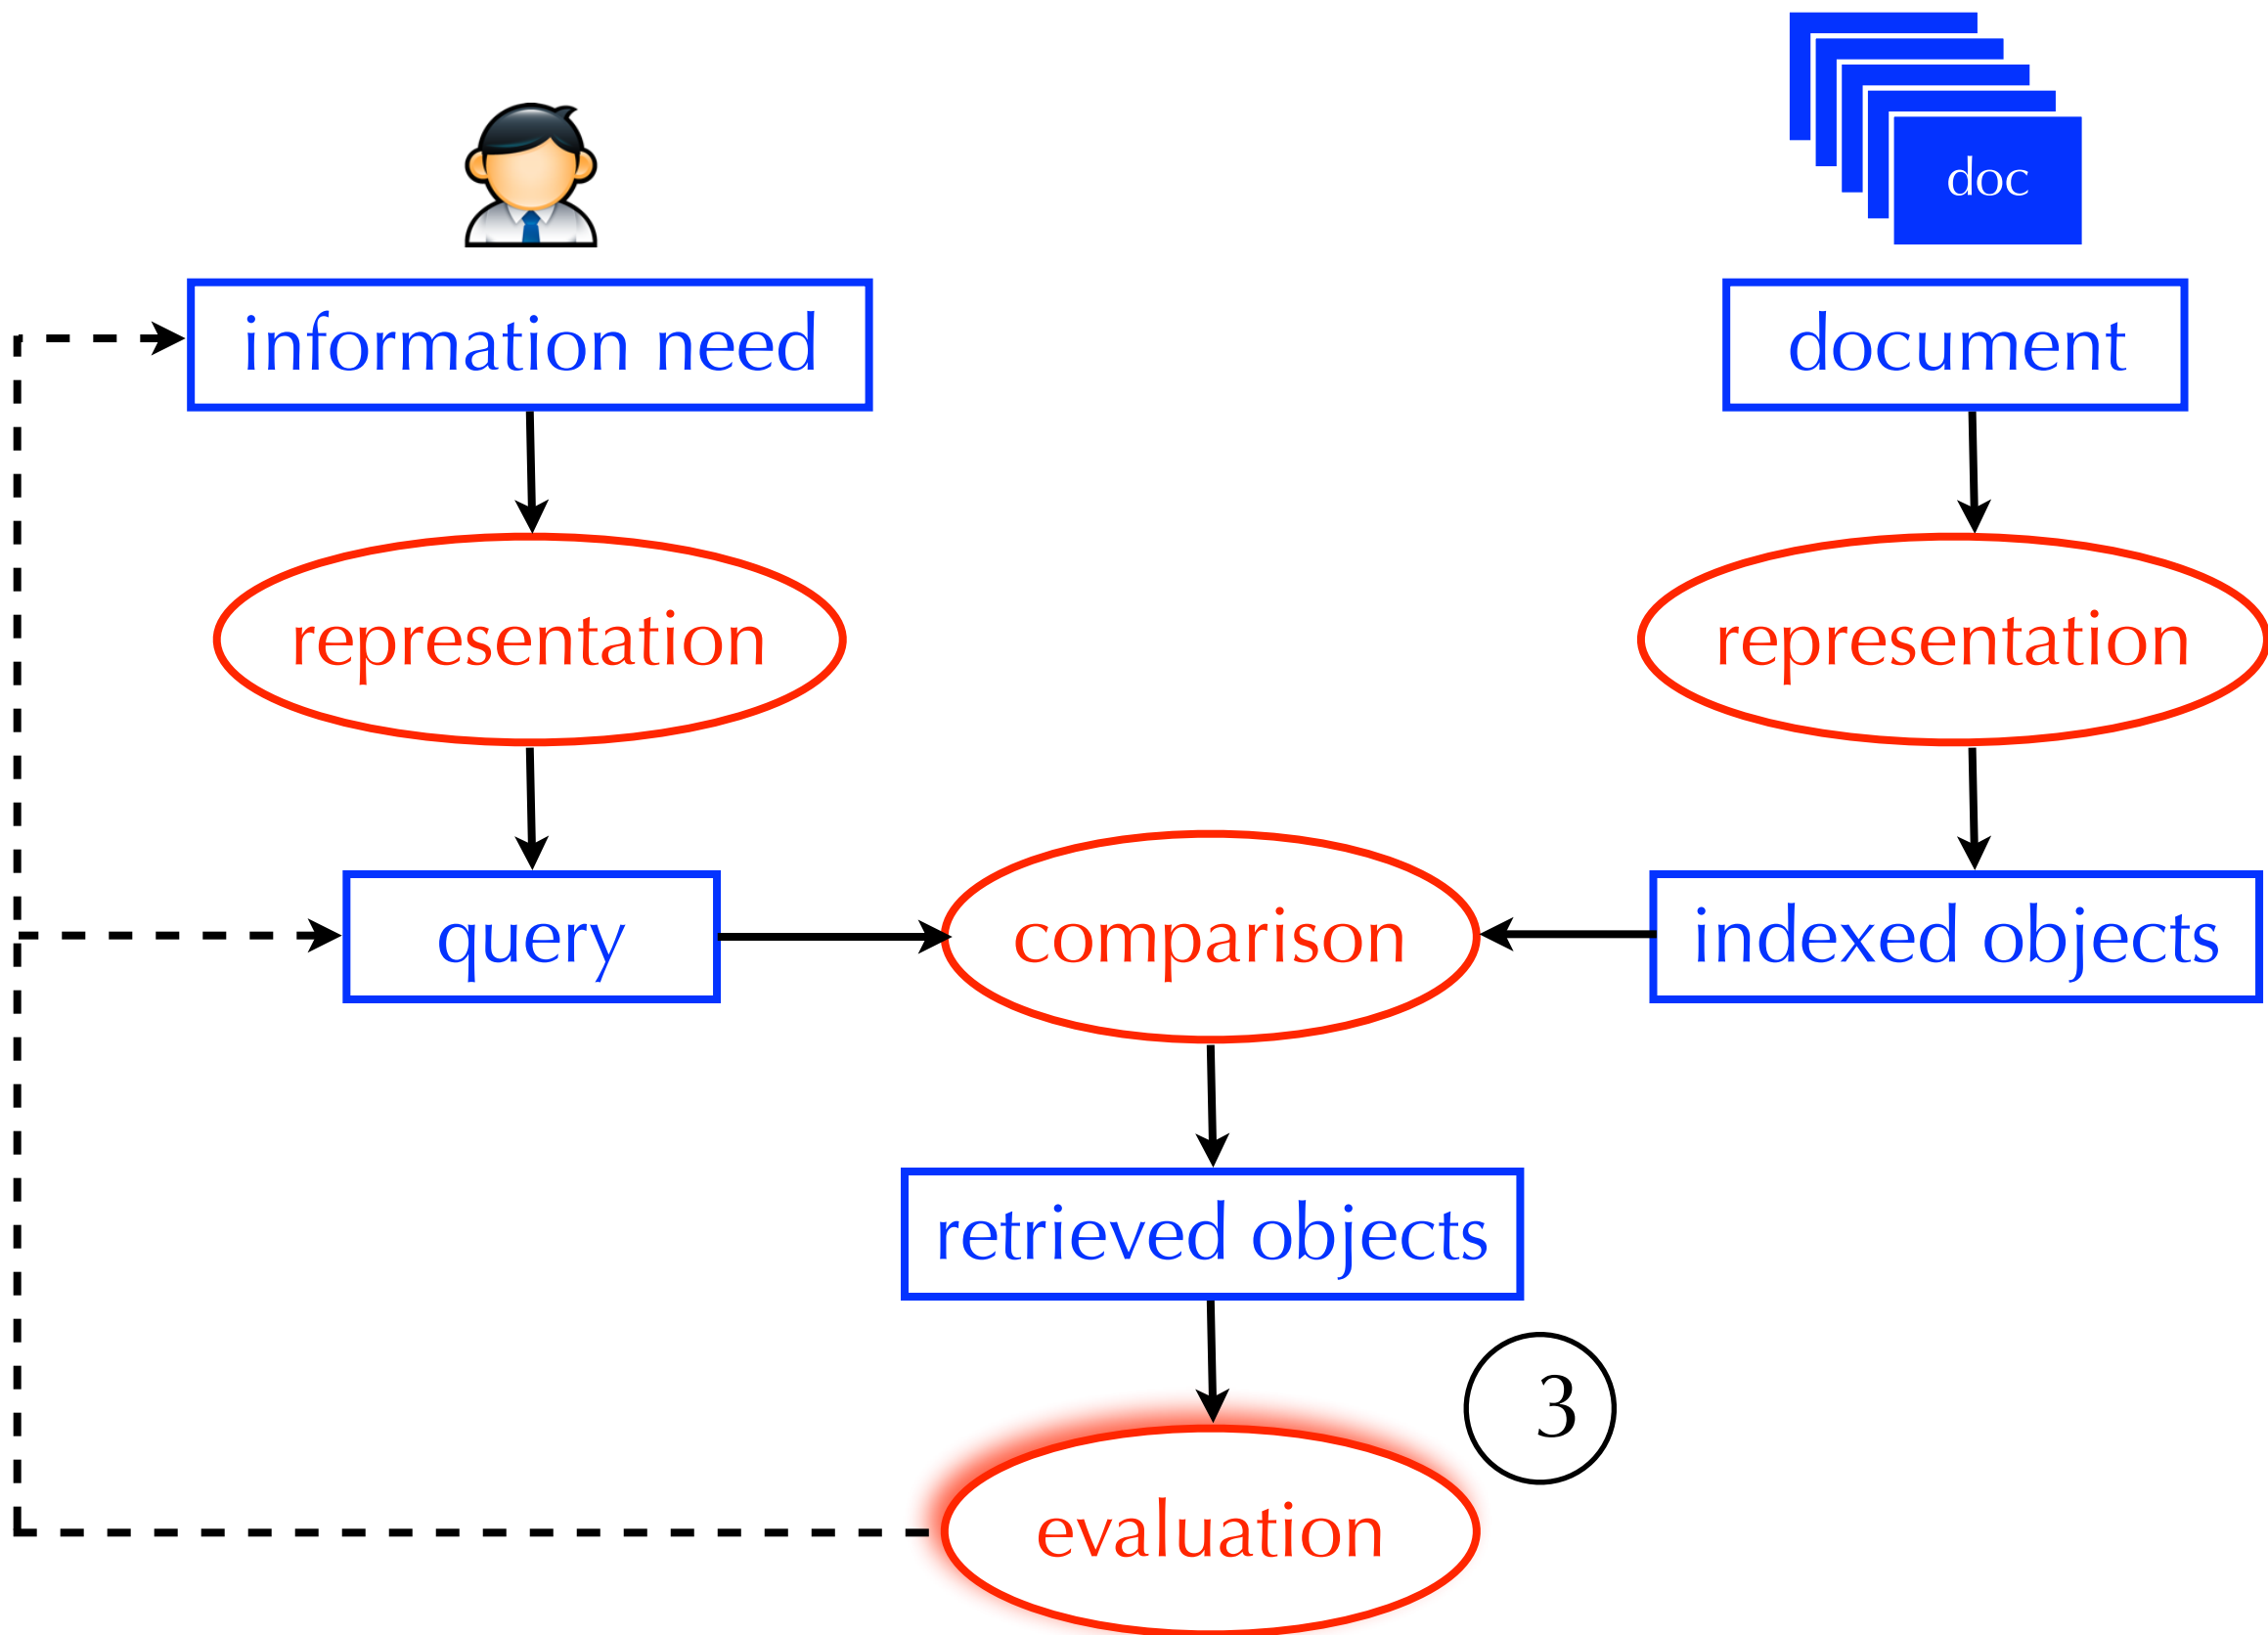 doc
information need
document
representation
representation
query
comparison
indexed objects
retrieved objects
3
evaluation